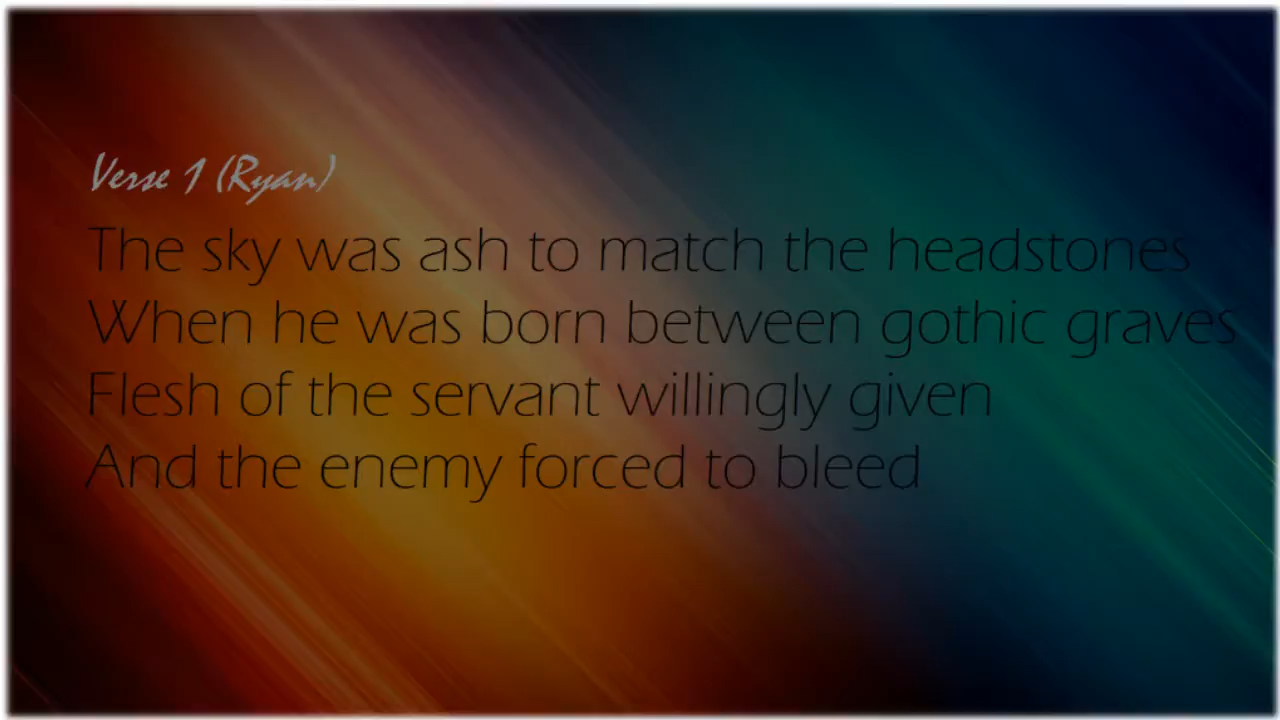 Verse 1 (Ryan)
The sky was ash to match the headstones
When he was born between gothic graves
Flesh of the servant willingly given
And the enemy forced to bleed